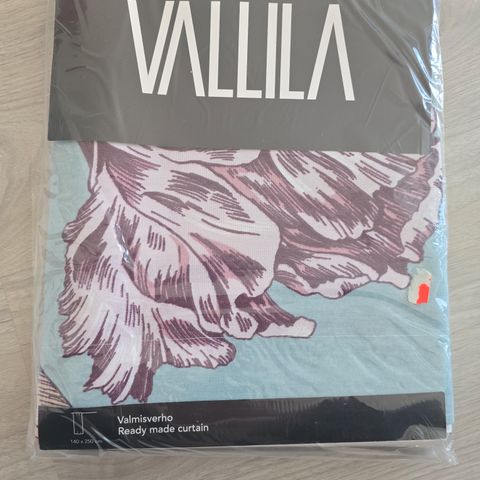 VALLILA
Valmisverho
Ready made curtain
140 x 250 cm